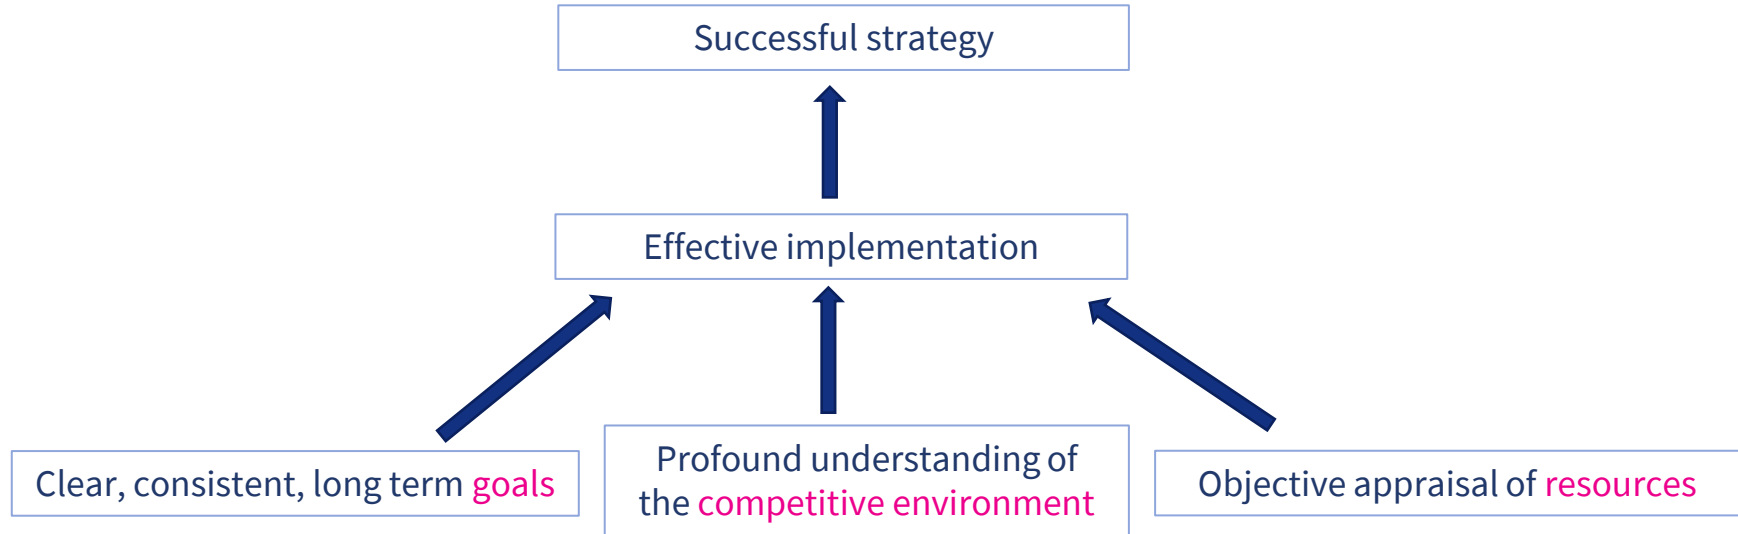 Successful strategy
Effective implementation
Clear, consistent, long term goals
Profound understanding of
the competitive environment
Objective appraisal of resources